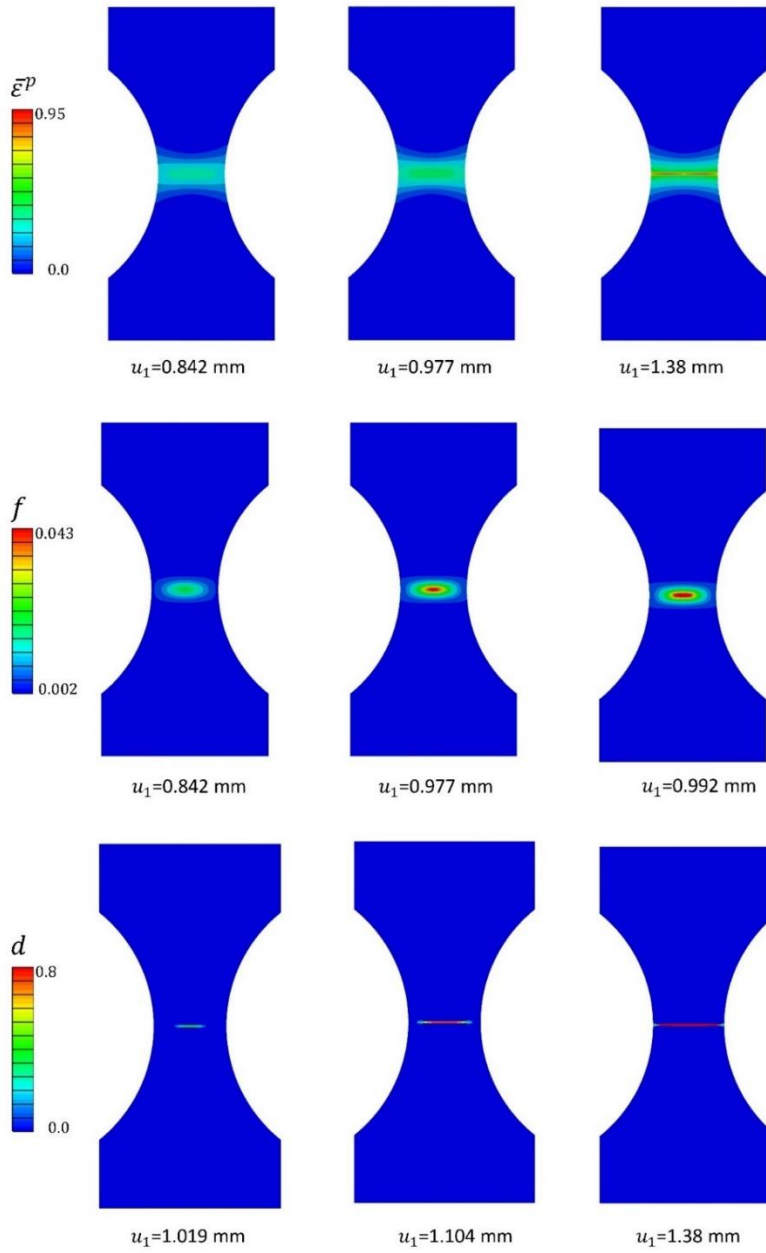 ε̄ᵖ
0.95
0.0
u₁=0.842 mm
u₁=0.977 mm
u₁=1.38 mm
f
0.043
0.002
u₁=0.842 mm
u₁=0.977 mm
u₁=0.992 mm
d
0.8
0.0
u₁=1.019 mm
u₁=1.104 mm
u₁=1.38 mm